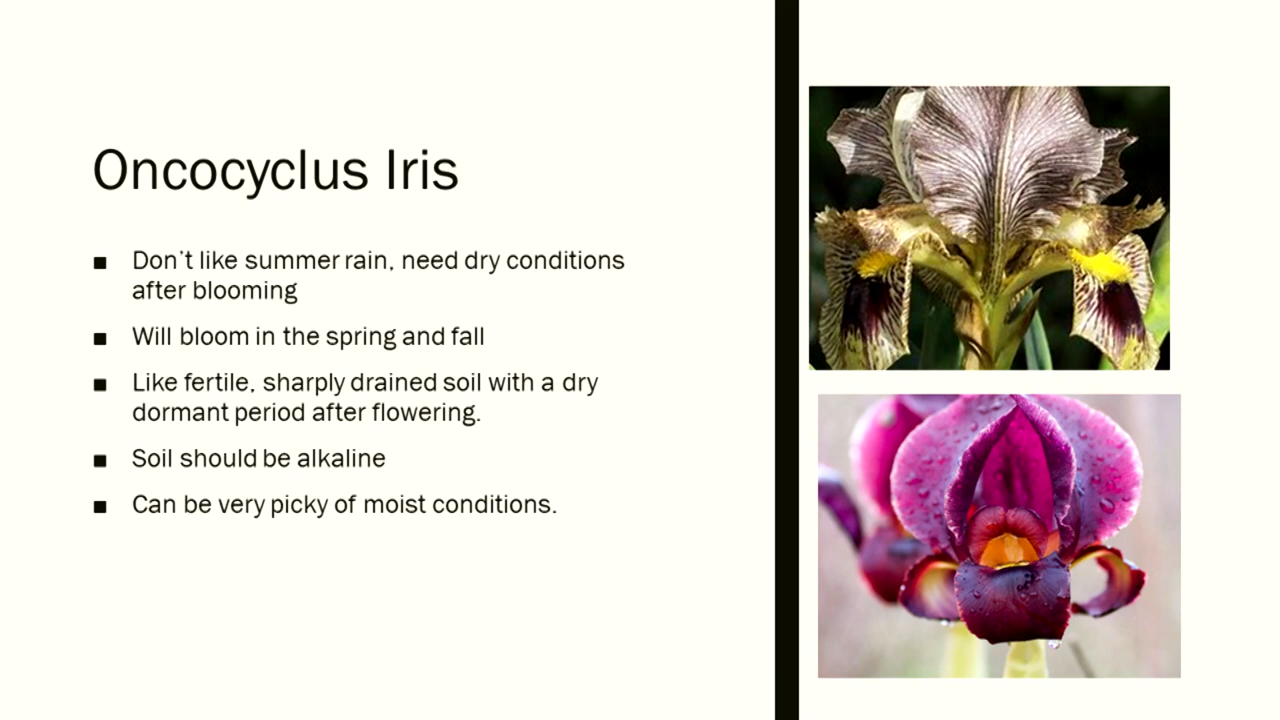 Oncocyclus Iris
▪ Don't like summer rain, need dry conditions
after blooming
▪ Will bloom in the spring and fall
▪ Like fertile, sharply drained soil with a dry
dormant period after flowering.
▪ Soil should be alkaline
▪ Can be very picky of moist conditions.